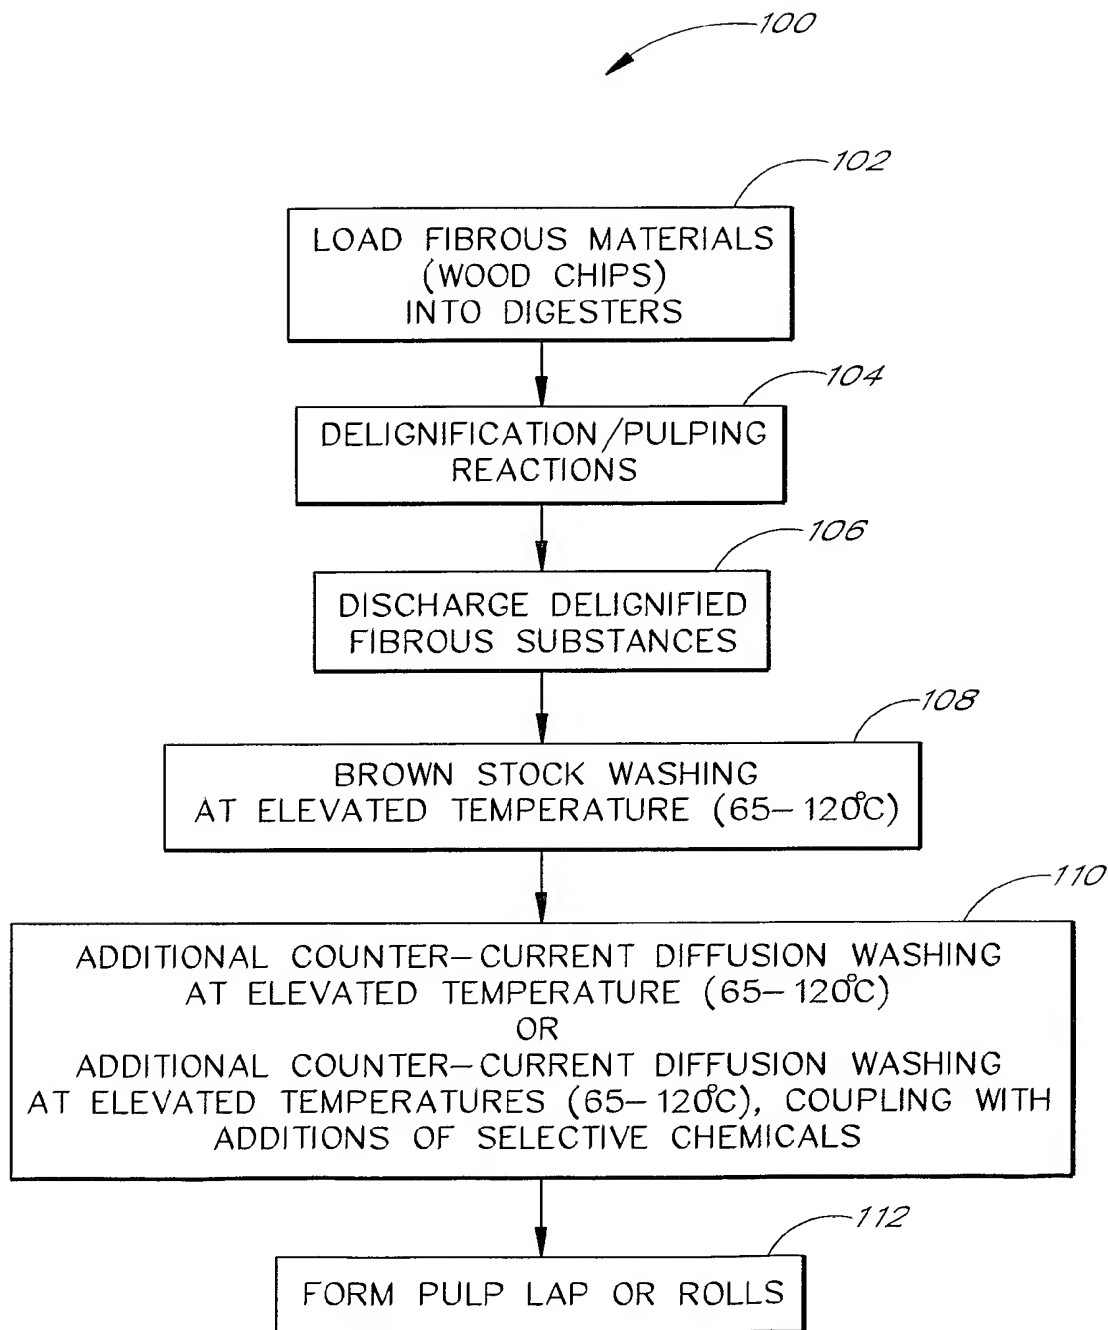 100
102
LOAD FIBROUS MATERIALS
(WOOD CHIPS)
INTO DIGESTERS
104
DELIGNIFICATION/PULPING
REACTIONS
106
DISCHARGE DELIGNIFIED
FIBROUS SUBSTANCES
108
BROWN STOCK WASHING
AT ELEVATED TEMPERATURE (65–120°C)
110
ADDITIONAL COUNTER–CURRENT DIFFUSION WASHING
AT ELEVATED TEMPERATURE (65–120°C)
OR
ADDITIONAL COUNTER–CURRENT DIFFUSION WASHING
AT ELEVATED TEMPERATURES (65–120°C), COUPLING WITH
ADDITIONS OF SELECTIVE CHEMICALS
112
FORM PULP LAP OR ROLLS